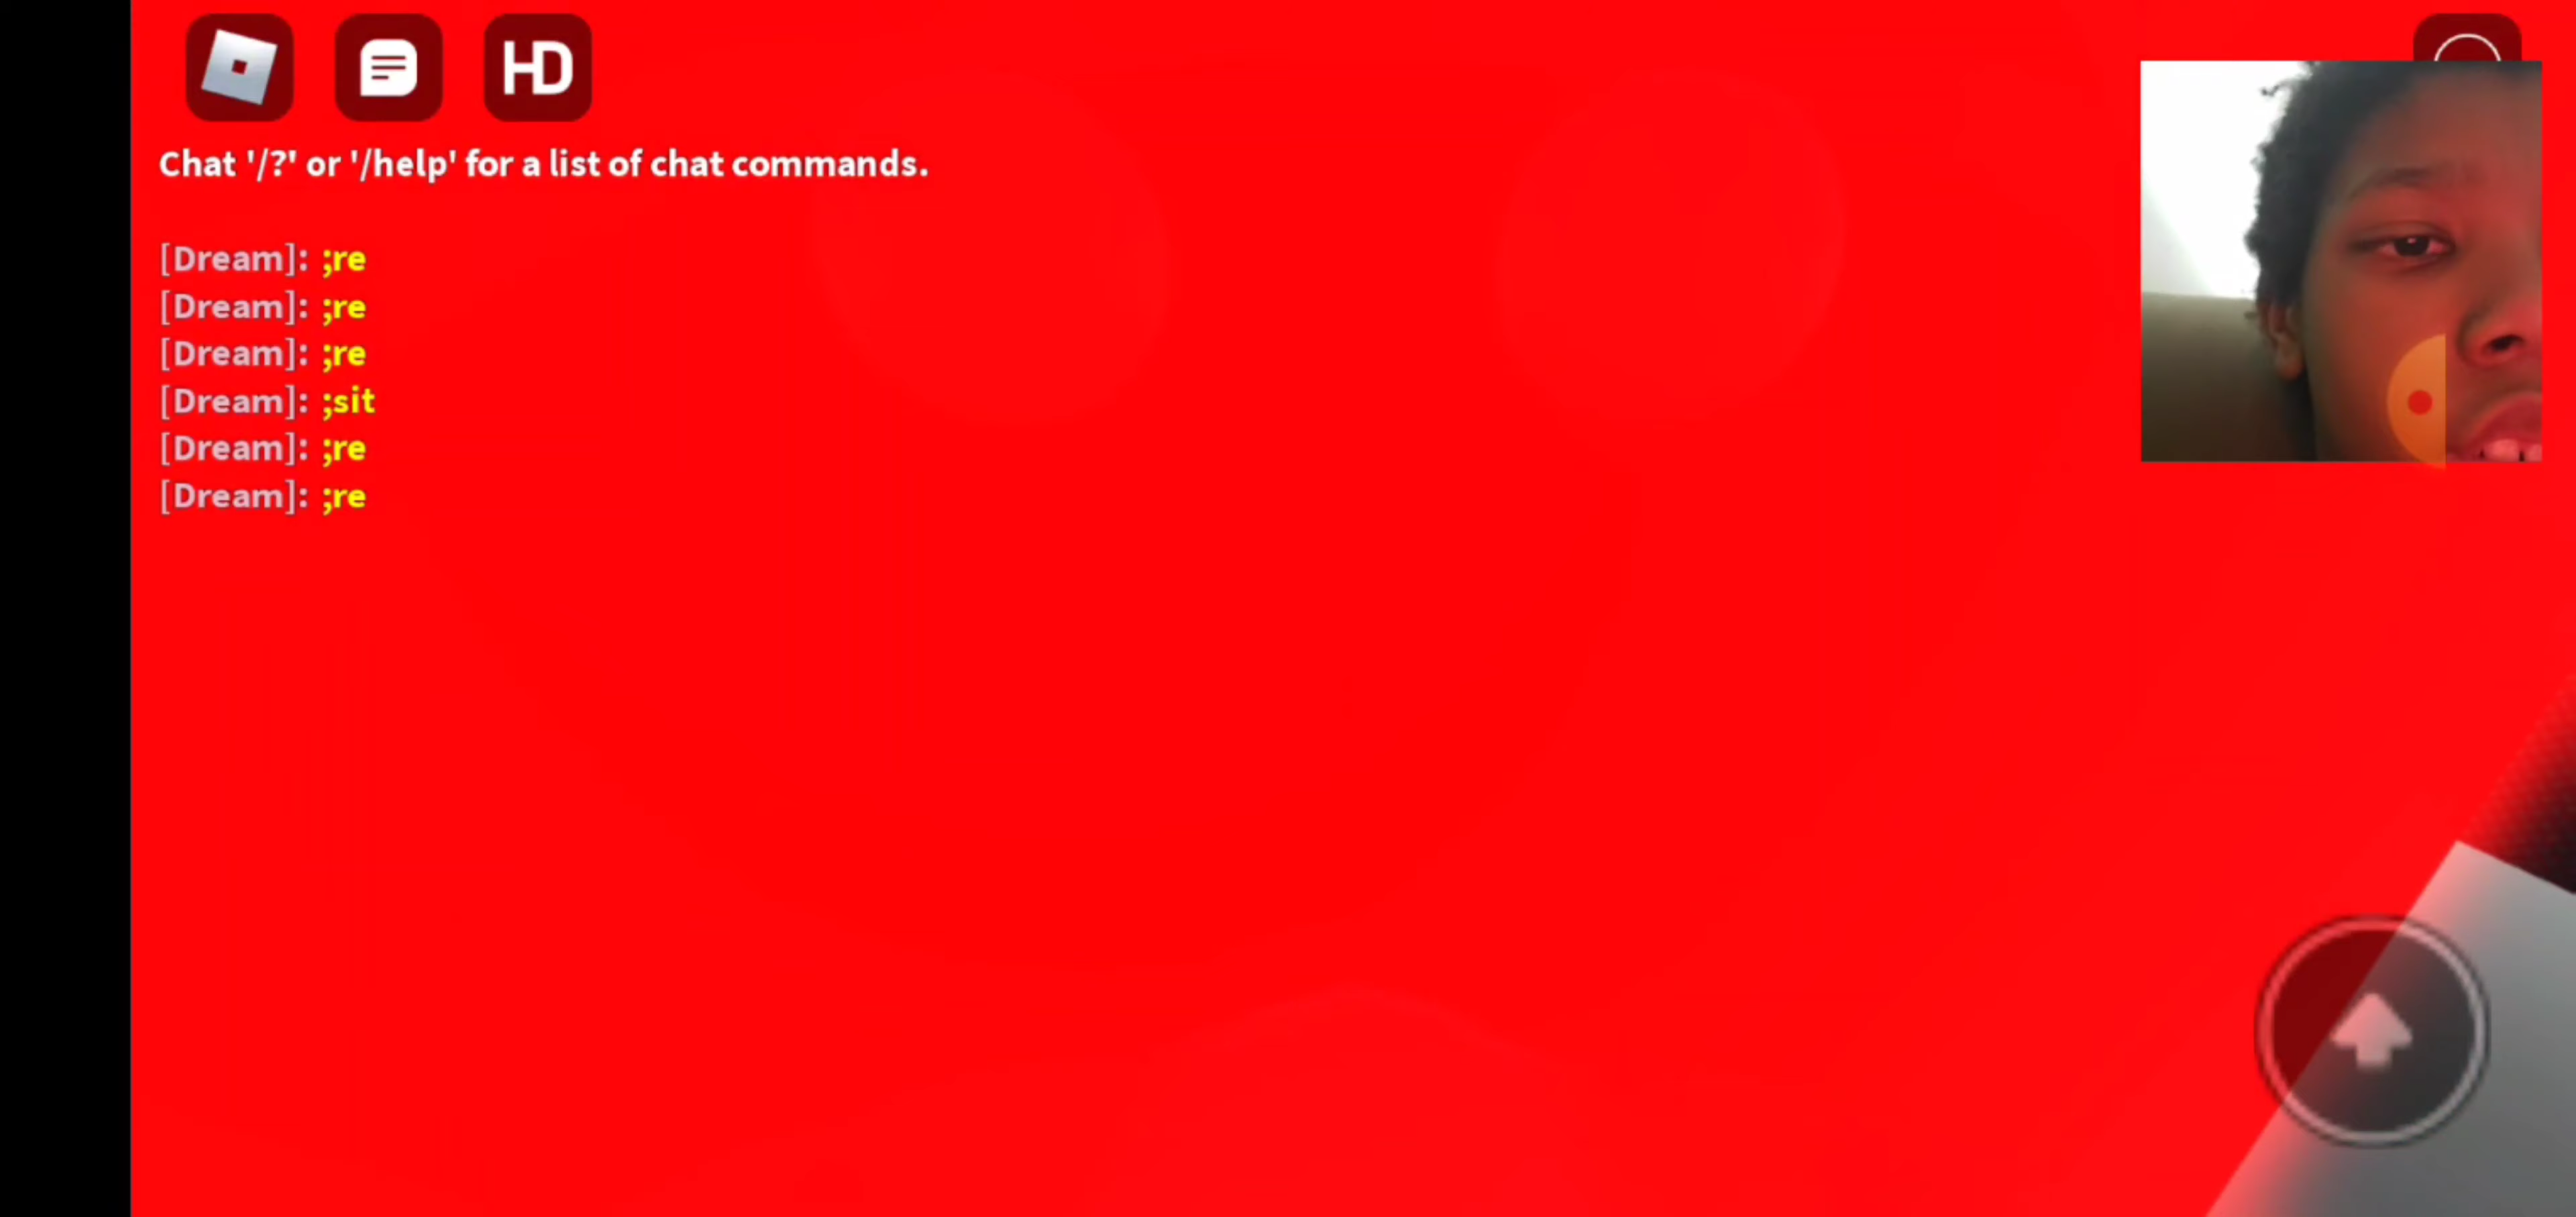 HD
Chat '/?' or '/help' for a list of chat commands.
[Dream]: ;re
[Dream]: ;re
[Dream]: ;re
[Dream]: ;sit
[Dream]: ;re
[Dream]: ;re